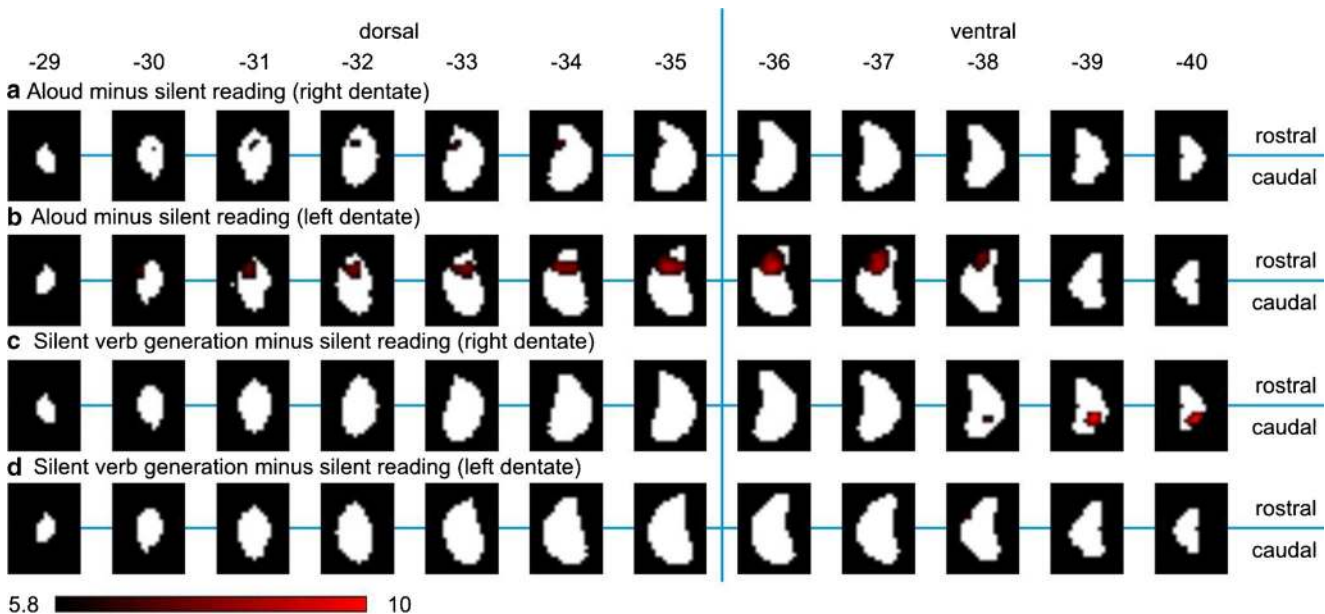 dorsal ventral
-29 -30 -31 -32 -33 -34 -35 -36 -37 -38 -39 -40
a Aloud minus silent reading (right dentate)
rostral
caudal
b Aloud minus silent reading (left dentate)
rostral
caudal
c Silent verb generation minus silent reading (right dentate)
rostral
caudal
d Silent verb generation minus silent reading (left dentate)
rostral
caudal
5.8 10